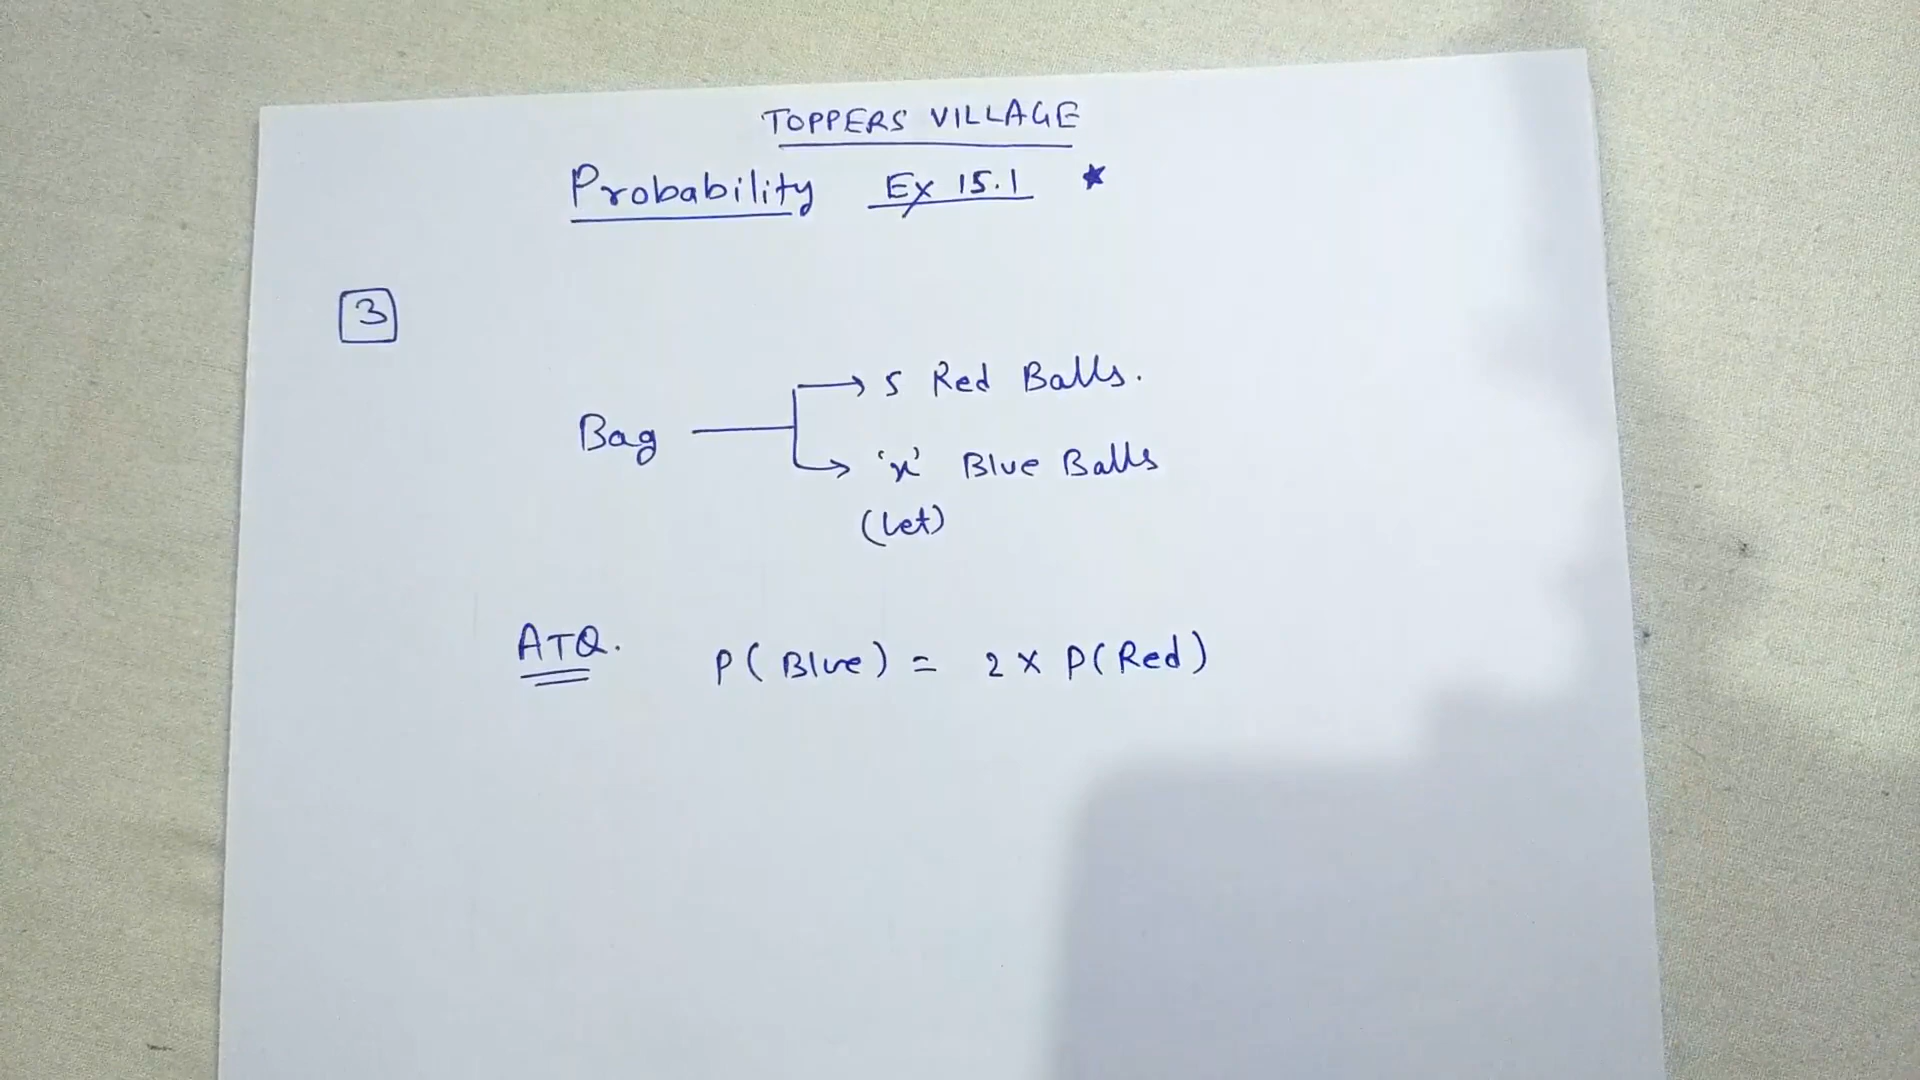 TOPPERS VILLAGE
Probability Ex 15.1 ★
3
Bag → 5 Red Balls.
→ 'x' Blue Balls
(let)
ATQ. P(Blue) = 2 x P(Red)